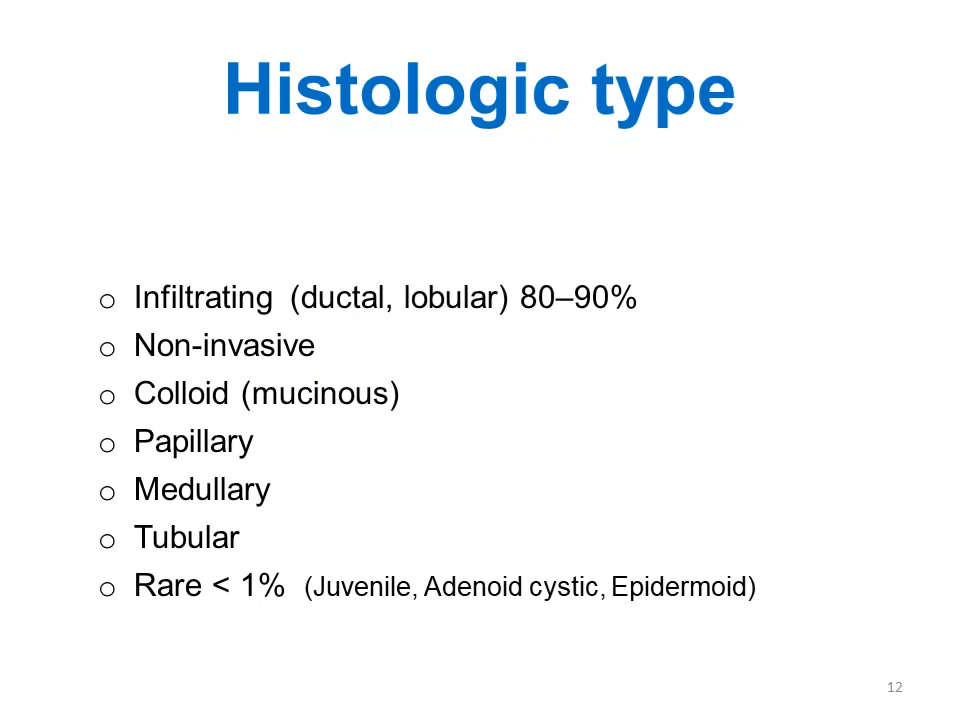 Histologic type
o Infiltrating (ductal, lobular) 80–90%
o Non-invasive
o Colloid (mucinous)
o Papillary
o Medullary
o Tubular
o Rare < 1% (Juvenile, Adenoid cystic, Epidermoid)
12